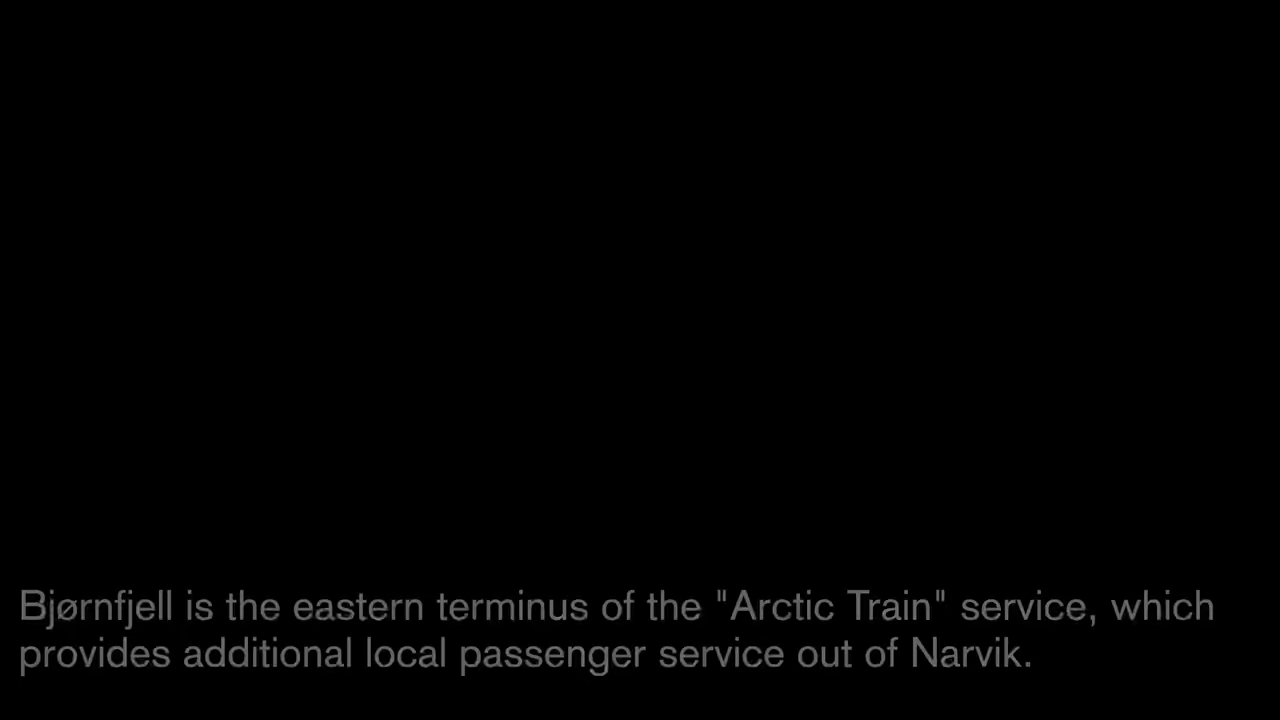 Bjørnfjell is the eastern terminus of the "Arctic Train" service, which
provides additional local passenger service out of Narvik.